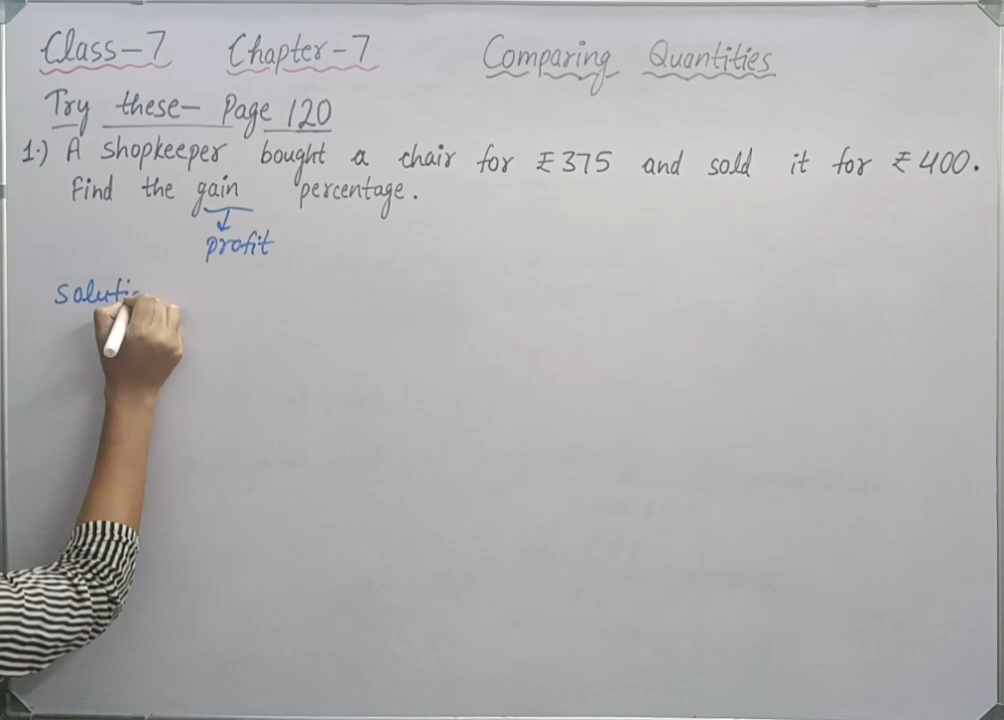 Class-7 Chapter-7 Comparing Quantities
Try these- Page 120
1.) A shopkeeper bought a chair for ₹375 and sold it for ₹400.
Find the gain percentage.
profit